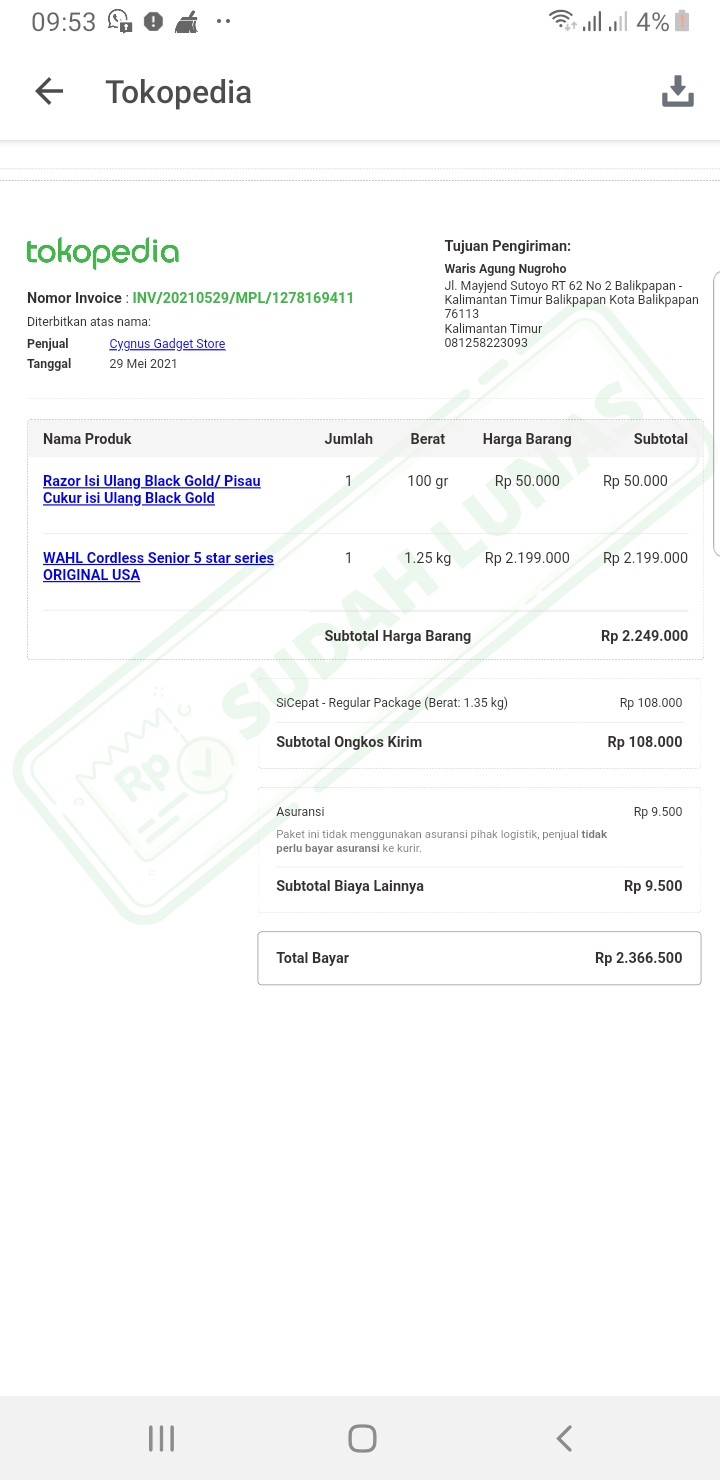 09:53
4%
Tokopedia
tokopedia
Nomor Invoice : INV/20210529/MPL/1278169411
Diterbitkan atas nama:
Penjual Cygnus Gadget Store
Tanggal 29 Mei 2021
Tujuan Pengiriman:
Waris Agung Nugroho
Jl. Mayjend Sutoyo RT 62 No 2 Balikpapan -
Kalimantan Timur Balikpapan Kota Balikpapan
76113
Kalimantan Timur
081258223093
Nama Produk Jumlah Berat Harga Barang Subtotal
Razor Isi Ulang Black Gold/ Pisau 1 100 gr Rp 50.000 Rp 50.000
Cukur isi Ulang Black Gold
WAHL Cordless Senior 5 star series 1 1.25 kg Rp 2.199.000 Rp 2.199.000
ORIGINAL USA
Subtotal Harga Barang Rp 2.249.000
SUDAH LUNAS
Rp
SiCepat - Regular Package (Berat: 1.35 kg) Rp 108.000
Subtotal Ongkos Kirim Rp 108.000
Asuransi Rp 9.500
Paket ini tidak menggunakan asuransi pihak logistik, penjual tidak
perlu bayar asuransi ke kurir.
Subtotal Biaya Lainnya Rp 9.500
Total Bayar Rp 2.366.500